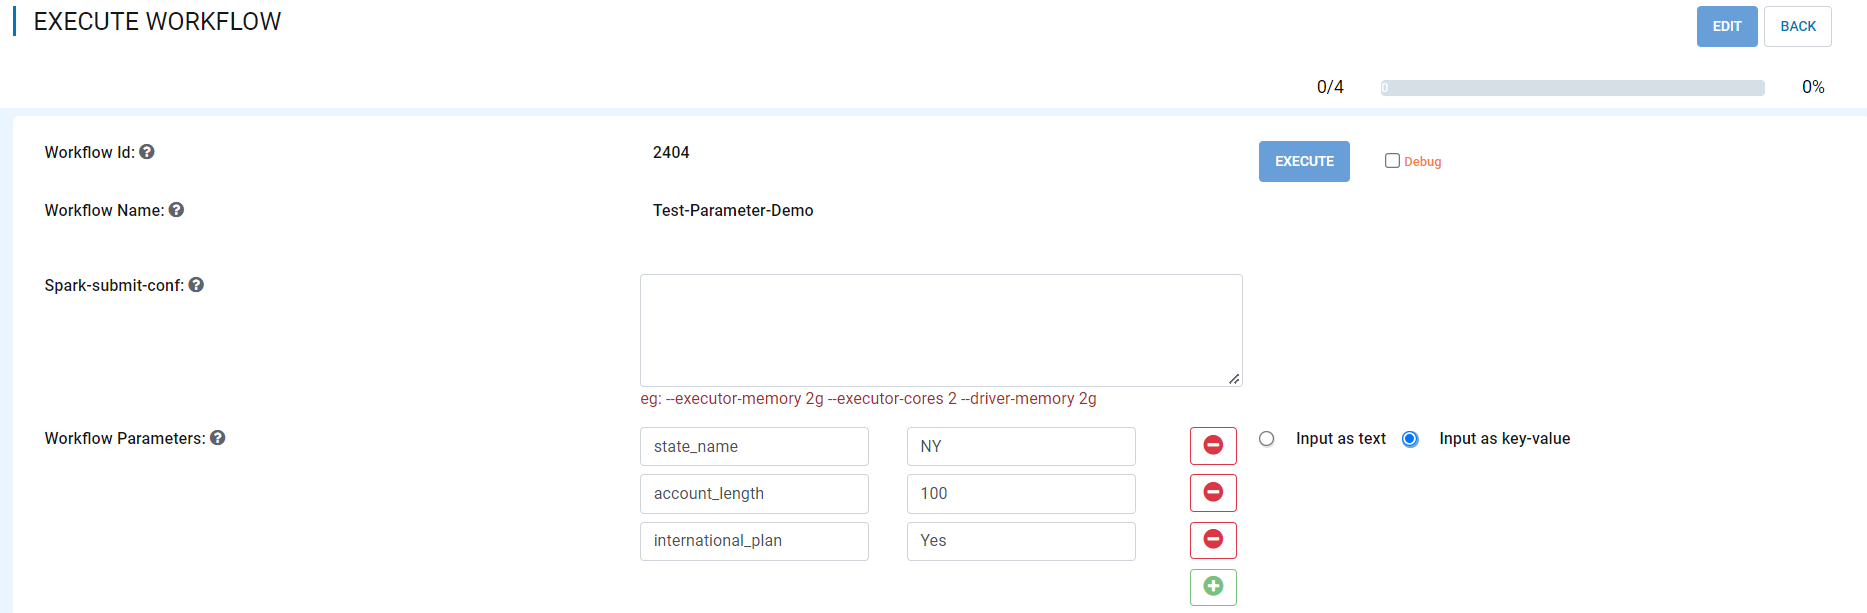 EXECUTE WORKFLOW
EDIT BACK
0/4 0 0%
Workflow Id: 2404 EXECUTE Debug
Workflow Name: Test-Parameter-Demo
Spark-submit-conf:
eg: --executor-memory 2g --executor-cores 2 --driver-memory 2g
Workflow Parameters: Input as text Input as key-value
state_name NY
account_length 100
international_plan Yes